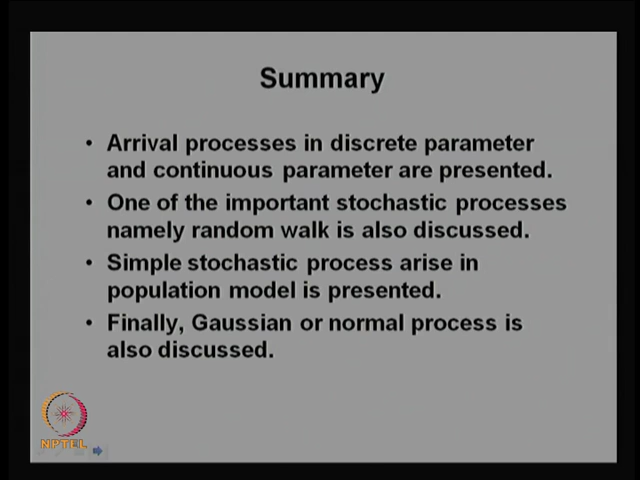 Summary
• Arrival processes in discrete parameter
and continuous parameter are presented.
• One of the important stochastic processes
namely random walk is also discussed.
• Simple stochastic process arise in
population model is presented.
• Finally, Gaussian or normal process is
also discussed.
NPTEL